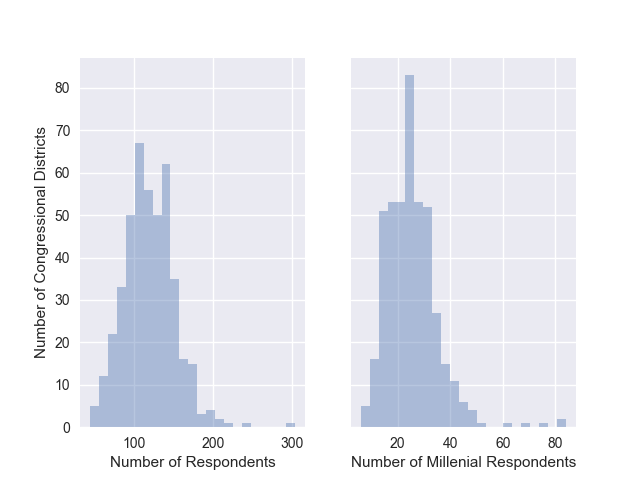 Number of Congressional Districts
80
70
60
50
40
30
20
10
0
100 200 300
Number of Respondents
20 40 60 80
Number of Millenial Respondents